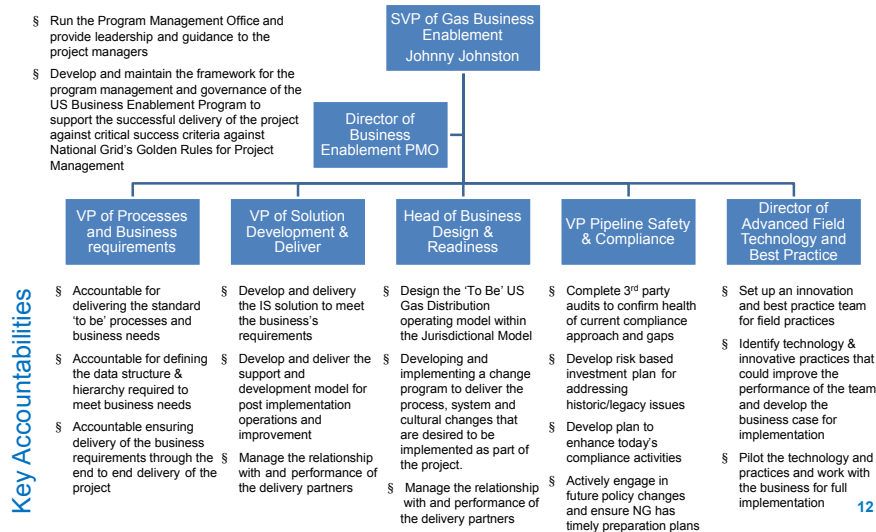 § Run the Program Management Office and
provide leadership and guidance to the
project managers
§ Develop and maintain the framework for the
program management and governance of the
US Business Enablement Program to
support the successful delivery of the project
against critical success criteria against
National Grid's Golden Rules for Project
Management
SVP of Gas Business
Enablement
Johnny Johnston
Director of
Business
Enablement PMO
VP of Processes
and Business
requirements
VP of Solution
Development &
Deliver
Head of Business
Design &
Readiness
VP Pipeline Safety
& Compliance
Director of
Advanced Field
Technology and
Best Practice
Key Accountabilities
§ Accountable for
delivering the standard
'to be' processes and
business needs
§ Accountable for defining
the data structure &
hierarchy required to
meet business needs
§ Accountable ensuring
delivery of the business
requirements through the
end to end delivery of the
project
§ Develop and delivery
the IS solution to meet
the business's
requirements
§ Develop and deliver the
support and
development model for
post implementation
operations and
improvement
§ Manage the relationship
with and performance of
the delivery partners
§ Design the 'To Be' US
Gas Distribution
operating model within
the Jurisdictional Model
§ Developing and
implementing a change
program to deliver the
process, system and
cultural changes that
are desired to be
implemented as part of
the project.
§ Manage the relationship
with and performance of
the delivery partners
§ Complete 3rd party
audits to confirm health
of current compliance
approach and gaps
§ Develop risk based
investment plan for
addressing
historic/legacy issues
§ Develop plan to
enhance today's
compliance activities
§ Actively engage in
future policy changes
and ensure NG has
timely preparation plans
§ Set up an innovation
and best practice team
for field practices
§ Identify technology &
innovative practices that
could improve the
performance of the team
and develop the
business case for
implementation
§ Pilot the technology and
practices and work with
the business for full
implementation
12